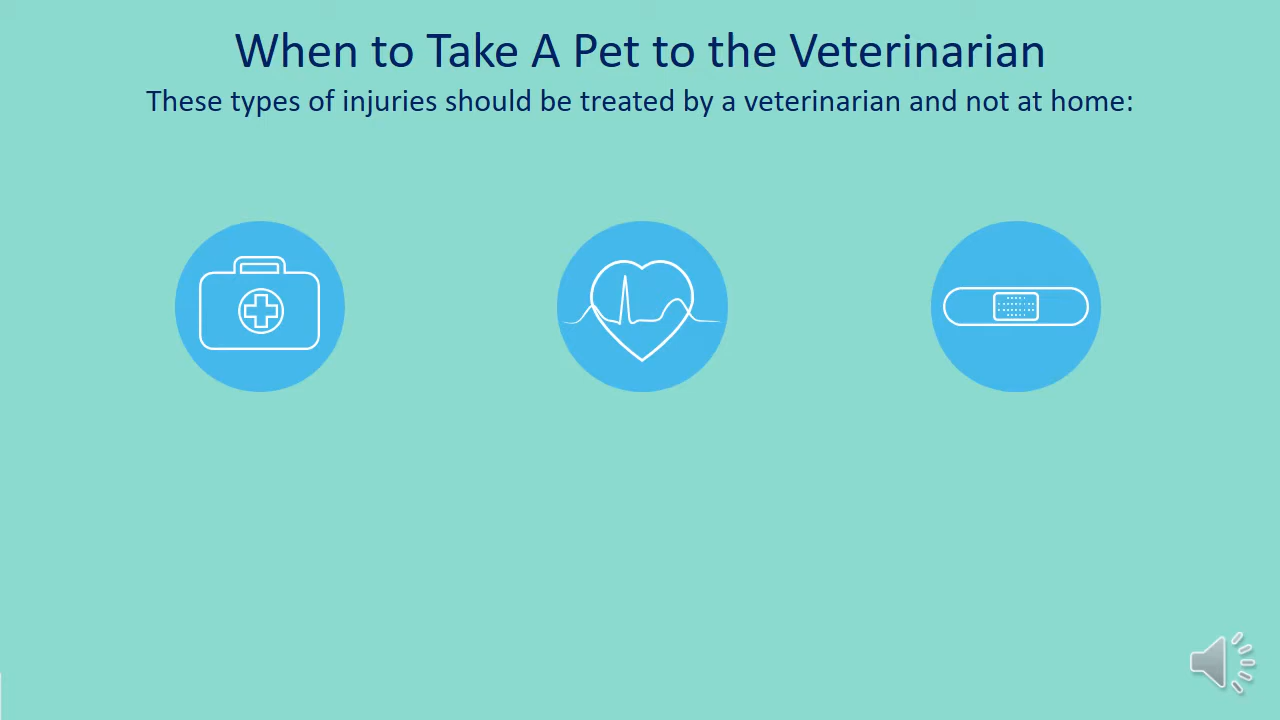 When to Take A Pet to the Veterinarian
These types of injuries should be treated by a veterinarian and not at home: